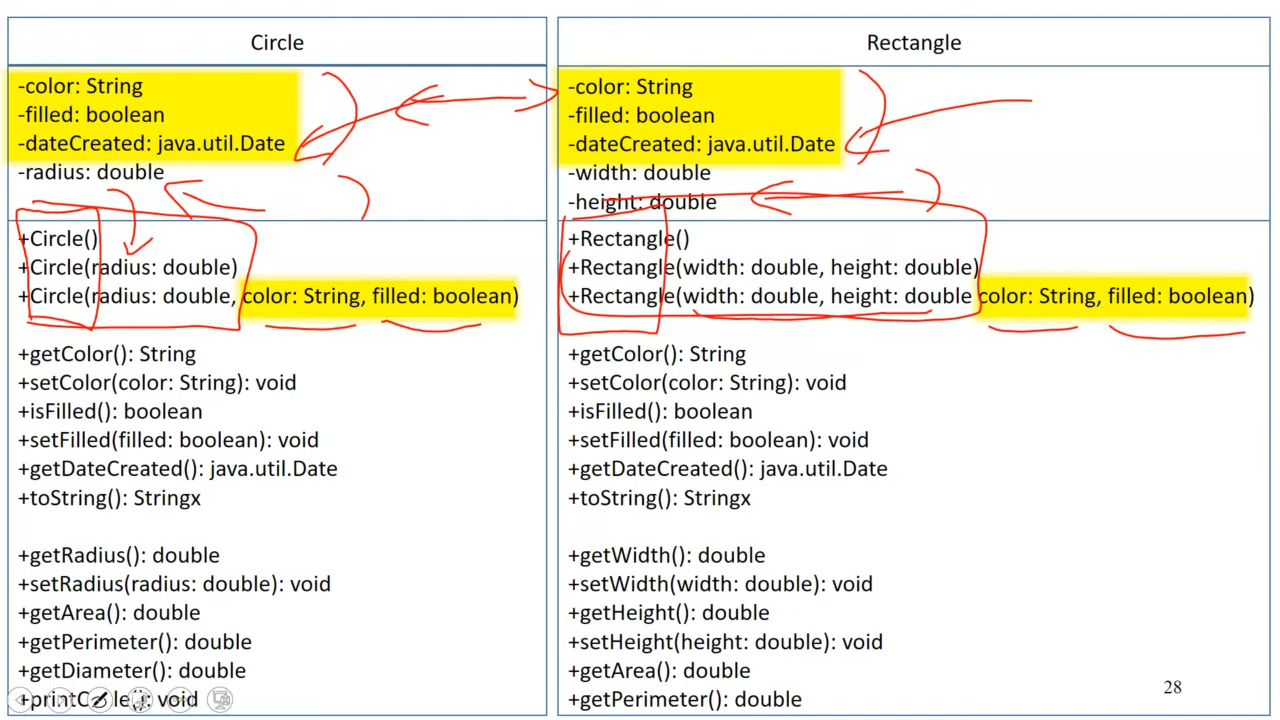 Circle
-color: String
-filled: boolean
-dateCreated: java.util.Date
-radius: double
+Circle()
+Circle(radius: double)
+Circle(radius: double, color: String, filled: boolean)
+getColor(): String
+setColor(color: String): void
+isFilled(): boolean
+setFilled(filled: boolean): void
+getDateCreated(): java.util.Date
+toString(): Stringx
+getRadius(): double
+setRadius(radius: double): void
+getArea(): double
+getPerimeter(): double
+getDiameter(): double
+printCircle(): void
Rectangle
-color: String
-filled: boolean
-dateCreated: java.util.Date
-width: double
-height: double
+Rectangle()
+Rectangle(width: double, height: double)
+Rectangle(width: double, height: double color: String, filled: boolean)
+getColor(): String
+setColor(color: String): void
+isFilled(): boolean
+setFilled(filled: boolean): void
+getDateCreated(): java.util.Date
+toString(): Stringx
+getWidth(): double
+setWidth(width: double): void
+getHeight(): double
+setHeight(height: double): void
+getArea(): double
+getPerimeter(): double
28